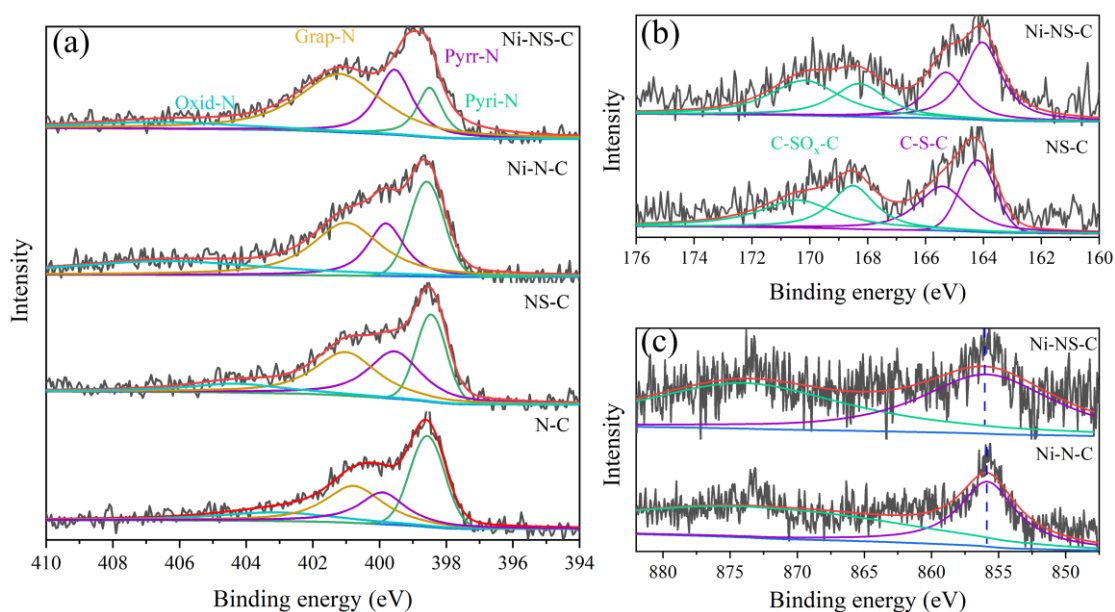 (a)
Grap-N
Ni-NS-C
Pyrr-N
Oxid-N
Pyri-N
Ni-N-C
NS-C
N-C
Intensity
410 408 406 404 402 400 398 396 394
Binding energy (eV)
(b)
Ni-NS-C
C-SOₓ-C
C-S-C
NS-C
Intensity
176 174 172 170 168 166 164 162 160
Binding energy (eV)
(c)
Ni-NS-C
Ni-N-C
Intensity
880 875 870 865 860 855 850
Binding energy (eV)